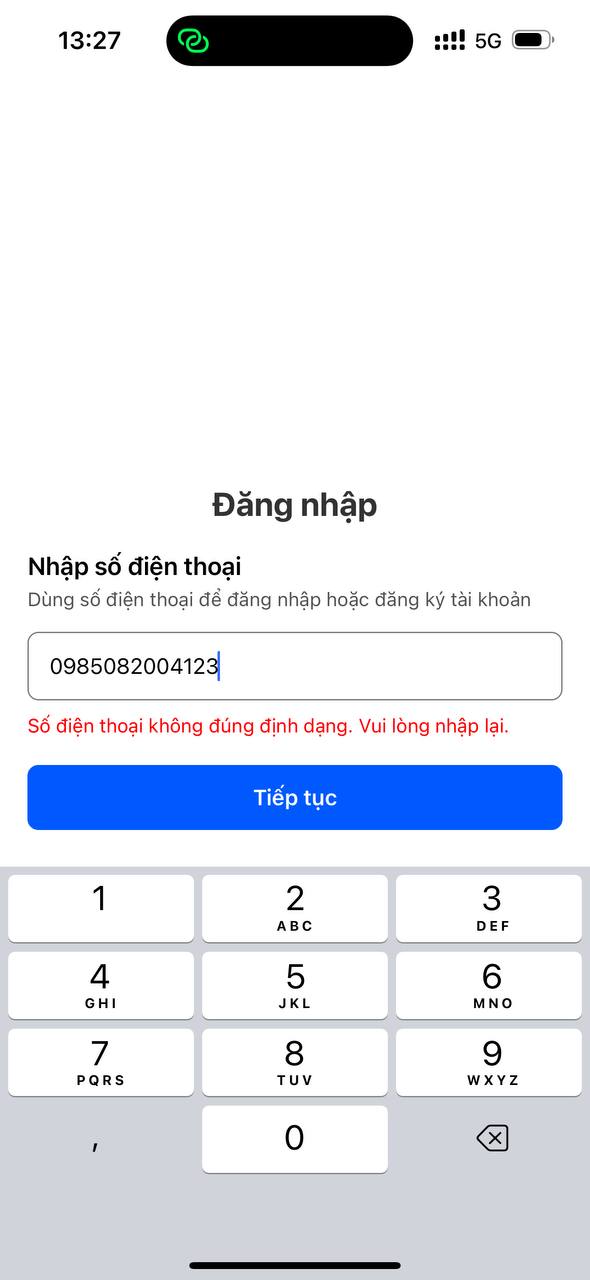 13:27
5G
Đăng nhập
Nhập số điện thoại
Dùng số điện thoại để đăng nhập hoặc đăng ký tài khoản
0985082004123
Số điện thoại không đúng định dạng. Vui lòng nhập lại.
Tiếp tục
1
2
ABC
3
DEF
4
GHI
5
JKL
6
MNO
7
PQRS
8
TUV
9
WXYZ
,
0